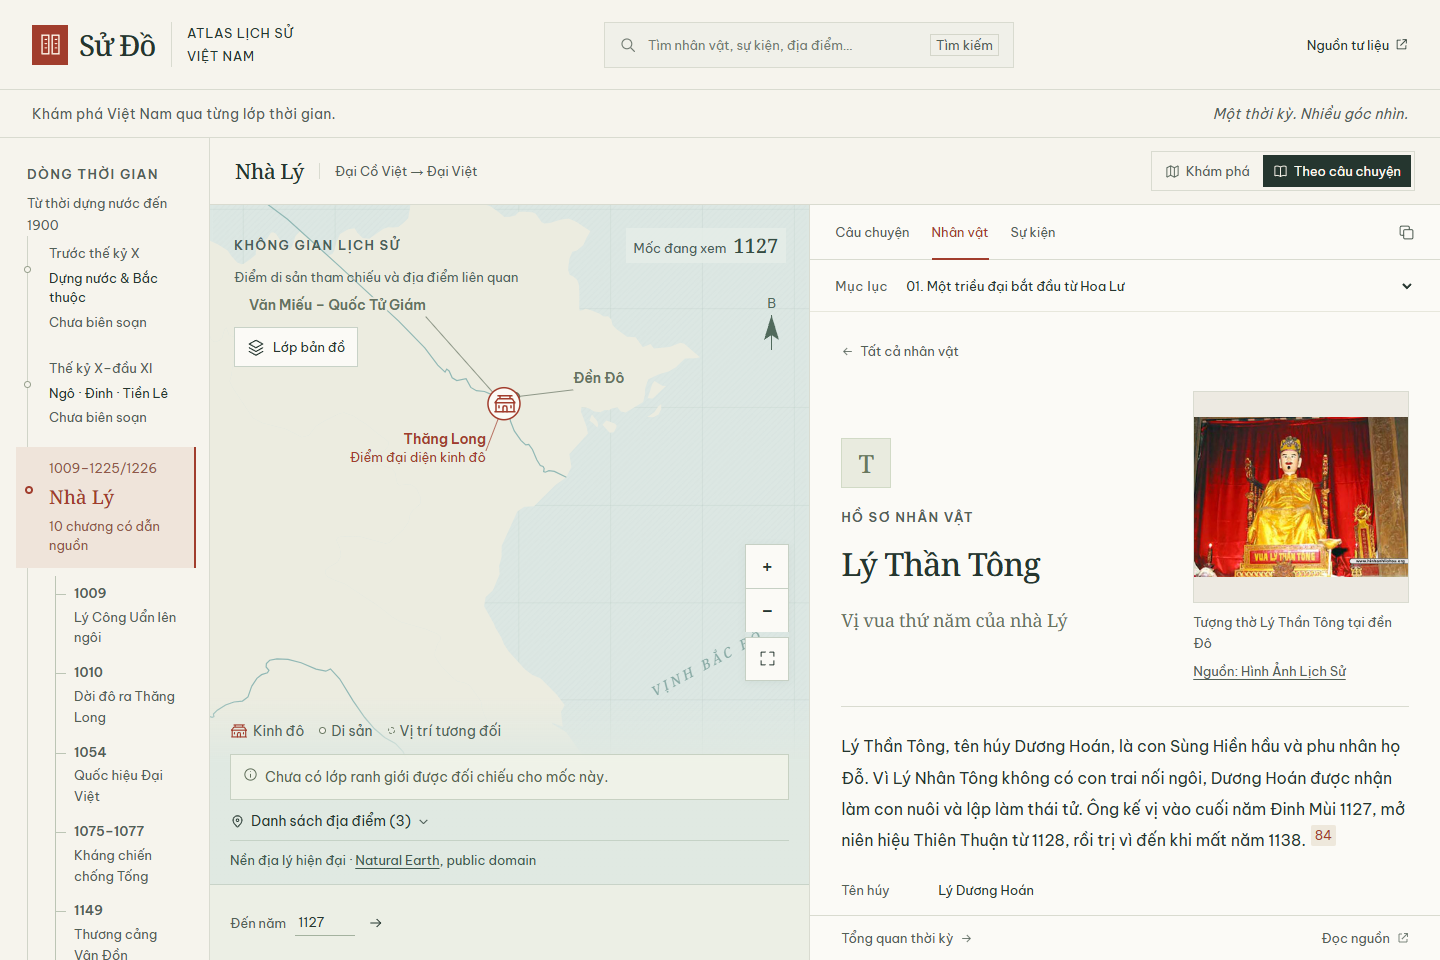 Sử Đồ
ATLAS LỊCH SỬ
VIỆT NAM
Tìm nhân vật, sự kiện, địa điểm...
Tìm kiếm
Nguồn tư liệu
Khám phá Việt Nam qua từng lớp thời gian.
Một thời kỳ. Nhiều góc nhìn.
DÒNG THỜI GIAN
Từ thời dựng nước đến
1900
Trước thế kỷ X
Dựng nước & Bắc
thuộc
Chưa biên soạn
Thế kỷ X–đầu XI
Ngô · Đinh · Tiền Lê
Chưa biên soạn
1009–1225/1226
Nhà Lý
10 chương có dẫn
nguồn
1009
Lý Công Uẩn lên
ngôi
1010
Dời đô ra Thăng
Long
1054
Quốc hiệu Đại
Việt
1075–1077
Kháng chiến
chống Tống
1149
Thương cảng
Vân Đồn
Nhà Lý
Đại Cồ Việt → Đại Việt
Khám phá
Theo câu chuyện
KHÔNG GIAN LỊCH SỬ
Điểm di sản tham chiếu và địa điểm liên quan
Mốc đang xem 1127
Văn Miếu – Quốc Tử Giám
B
Lớp bản đồ
Đền Đô
Thăng Long
Điểm đại diện kinh đô
+
−
VỊNH BẮC
Kinh đô
Di sản
Vị trí tương đối
Chưa có lớp ranh giới được đối chiếu cho mốc này.
Danh sách địa điểm (3)
Nền địa lý hiện đại · Natural Earth, public domain
Đến năm 1127 →
Câu chuyện
Nhân vật
Sự kiện
Mục lục
01. Một triều đại bắt đầu từ Hoa Lư
← Tất cả nhân vật
T
HỒ SƠ NHÂN VẬT
Lý Thần Tông
Vị vua thứ năm của nhà Lý
VUA LÝ THẦN TÔNG
Tượng thờ Lý Thần Tông tại đền
Đô
Nguồn: Hình Ảnh Lịch Sử
Lý Thần Tông, tên húy Dương Hoán, là con Sùng Hiền hầu và phu nhân họ
Đỗ. Vì Lý Nhân Tông không có con trai nối ngôi, Dương Hoán được nhận
làm con nuôi và lập làm thái tử. Ông kế vị vào cuối năm Đinh Mùi 1127, mở
niên hiệu Thiên Thuận từ 1128, rồi trị vì đến khi mất năm 1138. 84
Tên húy
Lý Dương Hoán
Tổng quan thời kỳ →
Đọc nguồn